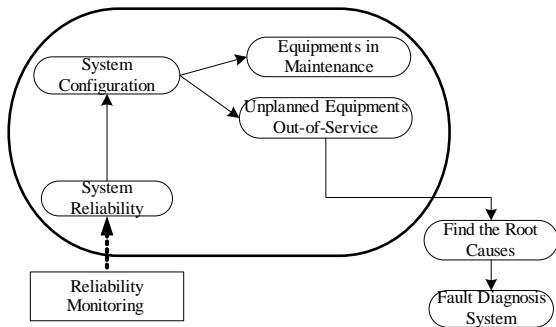 System
Configuration
Equipments in
Maintenance
Unplanned Equipments
Out-of-Service
System
Reliability
Find the Root
Causes
Reliability
Monitoring
Fault Diagnosis
System